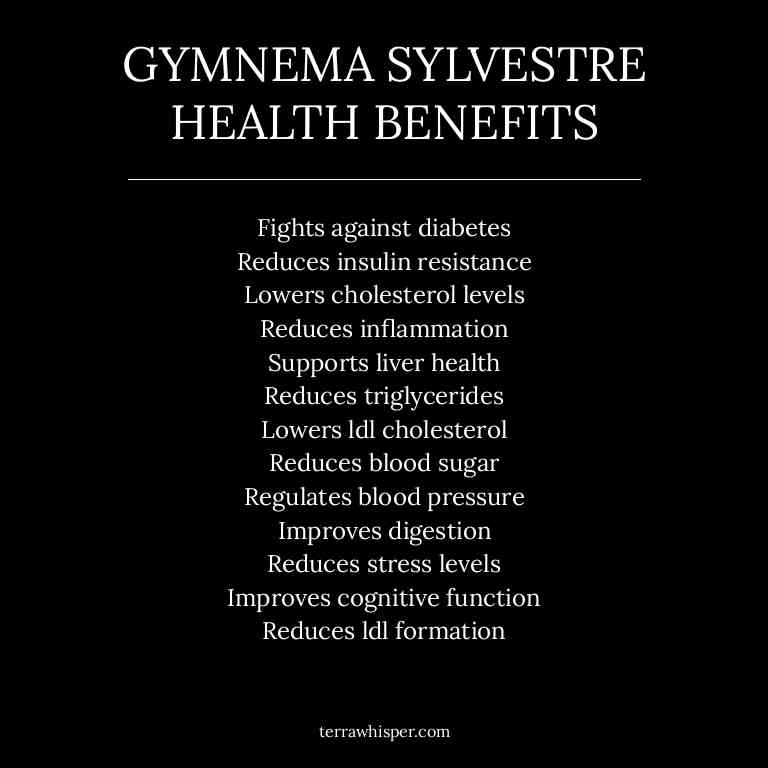 GYMNEMA SYLVESTRE
HEALTH BENEFITS
Fights against diabetes
Reduces insulin resistance
Lowers cholesterol levels
Reduces inflammation
Supports liver health
Reduces triglycerides
Lowers ldl cholesterol
Reduces blood sugar
Regulates blood pressure
Improves digestion
Reduces stress levels
Improves cognitive function
Reduces ldl formation
terrawhisper.com